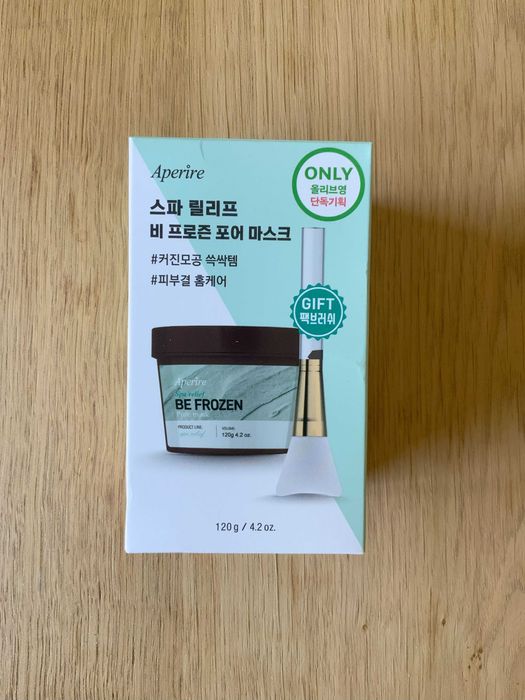 Aperire
ONLY
올리브영
단독기획
스파 릴리프
비 프로즌 포어 마스크
#커진모공 쓱싹템
#피부결 홈케어
GIFT
팩브러쉬
Aperire
Spa relief
BE FROZEN
Pore mask
PRODUCT LINE.
spa relief
VOLUME:
120g 4.2 oz.
120 g / 4.2 oz.